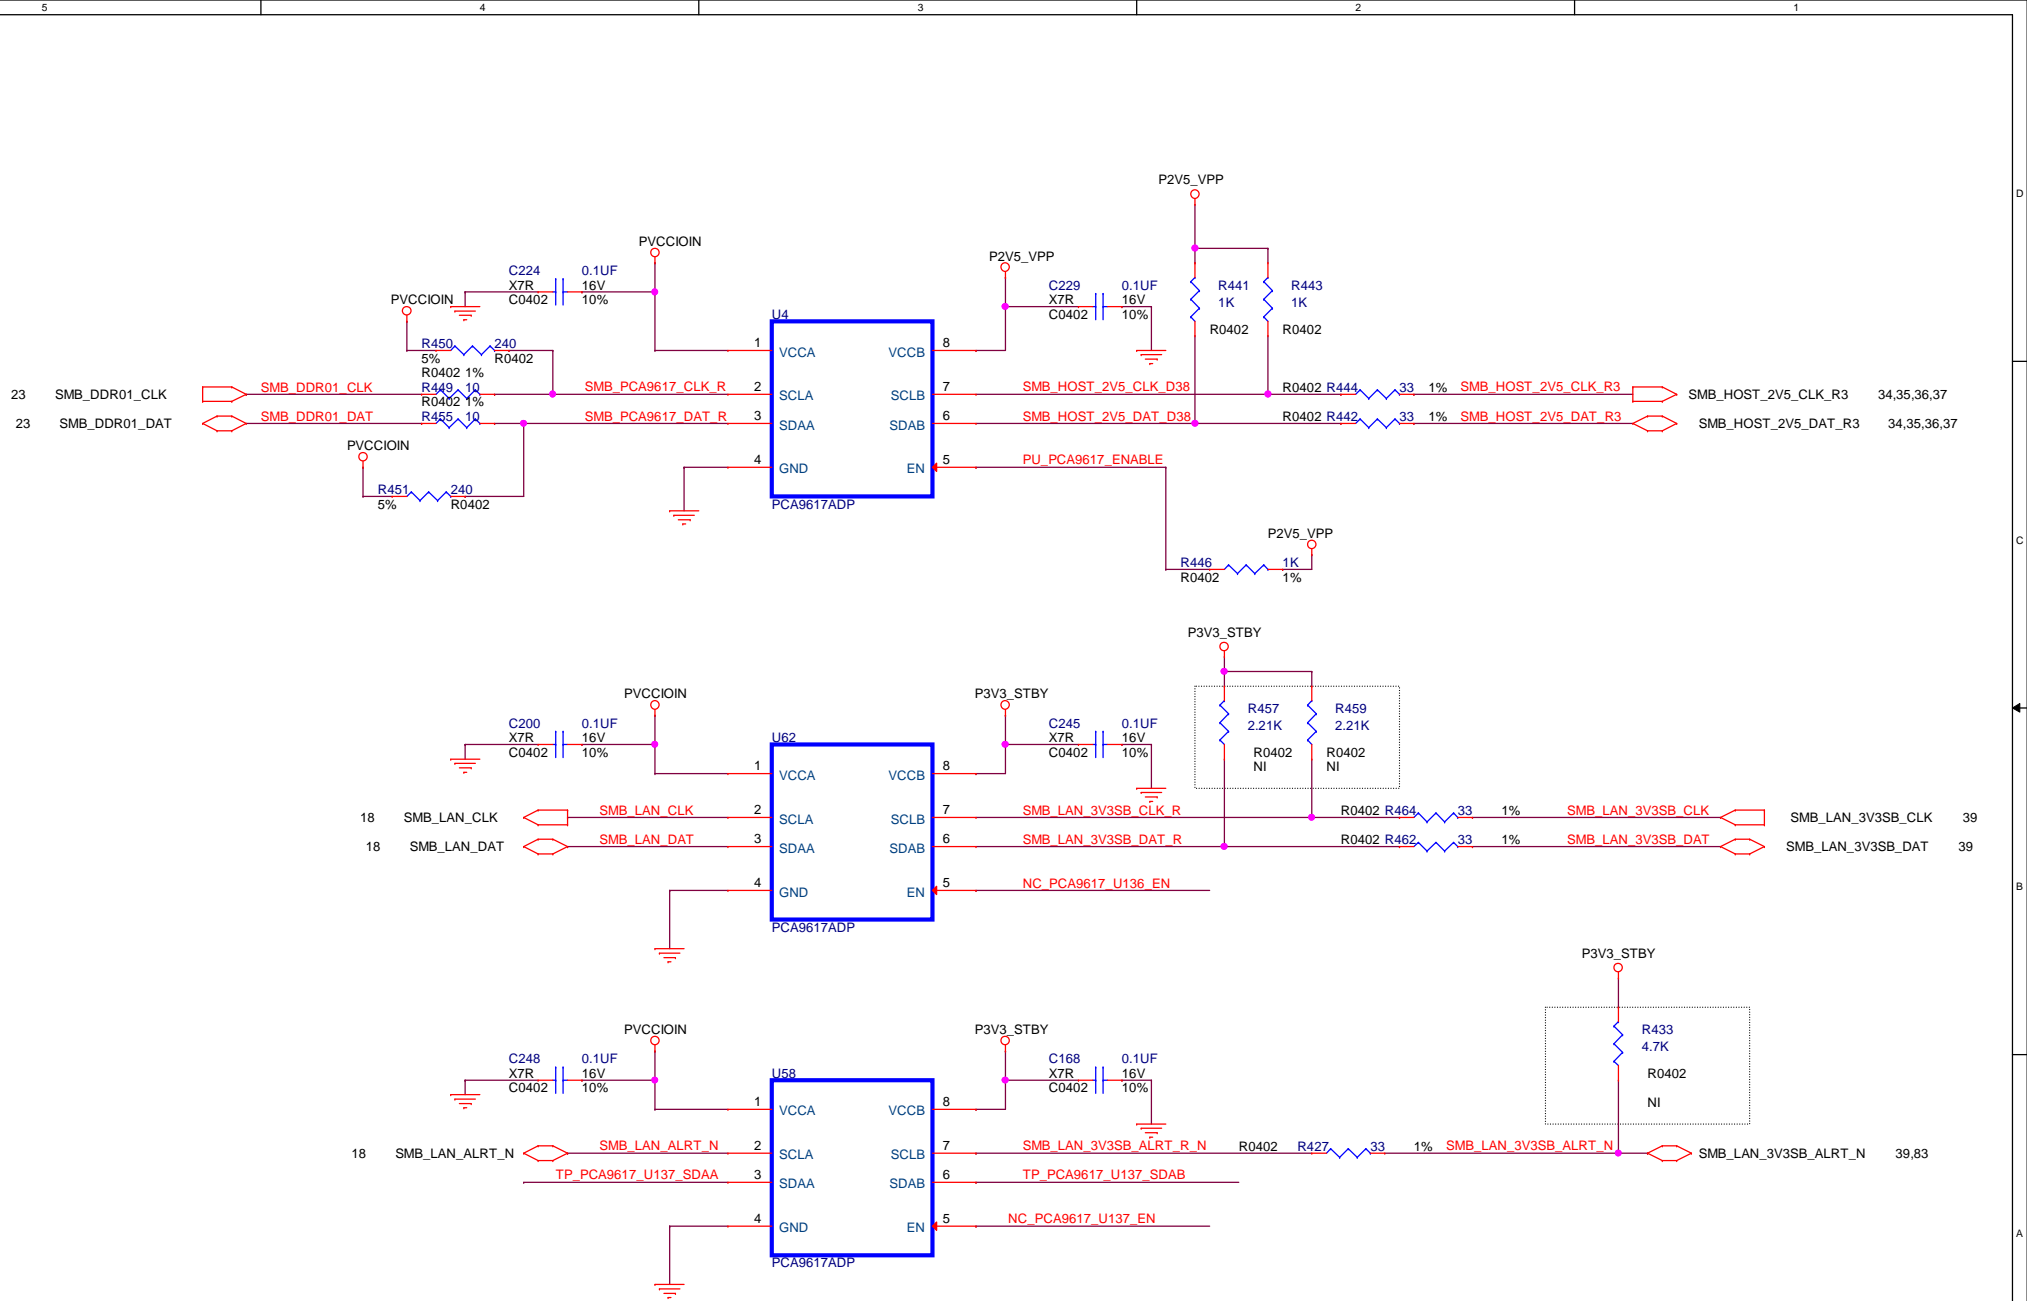 5 4 3 2 1
D
C
B
A
P2V5_VPP
PVCCIOIN
P2V5_VPP
C224 0.1UF
X7R 16V
C0402 10%
C229 0.1UF
X7R 16V
C0402 10%
R441
1K
R0402
R443
1K
R0402
PVCCIOIN
U4
R450 240
5% R0402
1 VCCA VCCB 8
R0402 1%
23 SMB_DDR01_CLK SMB_DDR01_CLK R449 10 SMB_PCA9617_CLK_R 2 SCLA SCLB 7 SMB_HOST_2V5_CLK_D38 R0402 R444 33 1% SMB_HOST_2V5_CLK_R3 SMB_HOST_2V5_CLK_R3 34,35,36,37
R0402 1%
23 SMB_DDR01_DAT SMB_DDR01_DAT R455 10 SMB_PCA9617_DAT_R 3 SDAA SDAB 6 SMB_HOST_2V5_DAT_D38 R0402 R442 33 1% SMB_HOST_2V5_DAT_R3 SMB_HOST_2V5_DAT_R3 34,35,36,37
PVCCIOIN
4 GND EN 5 PU_PCA9617_ENABLE
R451 240
5% R0402
PCA9617ADP
P2V5_VPP
R446 1K
R0402 1%
P3V3_STBY
PVCCIOIN
P3V3_STBY
C200 0.1UF
X7R 16V
C0402 10%
C245 0.1UF
X7R 16V
C0402 10%
R457
2.21K
R0402
NI
R459
2.21K
R0402
NI
U62
1 VCCA VCCB 8
18 SMB_LAN_CLK SMB_LAN_CLK 2 SCLA SCLB 7 SMB_LAN_3V3SB_CLK_R R0402 R464 33 1% SMB_LAN_3V3SB_CLK SMB_LAN_3V3SB_CLK 39
18 SMB_LAN_DAT SMB_LAN_DAT 3 SDAA SDAB 6 SMB_LAN_3V3SB_DAT_R R0402 R462 33 1% SMB_LAN_3V3SB_DAT SMB_LAN_3V3SB_DAT 39
4 GND EN 5 NC_PCA9617_U136_EN
PCA9617ADP
P3V3_STBY
PVCCIOIN
P3V3_STBY
R433
4.7K
R0402
NI
C248 0.1UF
X7R 16V
C0402 10%
C168 0.1UF
X7R 16V
C0402 10%
U58
1 VCCA VCCB 8
18 SMB_LAN_ALRT_N SMB_LAN_ALRT_N 2 SCLA SCLB 7 SMB_LAN_3V3SB_ALRT_R_N R0402 R427 33 1% SMB_LAN_3V3SB_ALRT_N SMB_LAN_3V3SB_ALRT_N 39,83
TP_PCA9617_U137_SDAA 3 SDAA SDAB 6 TP_PCA9617_U137_SDAB
4 GND EN 5 NC_PCA9617_U137_EN
PCA9617ADP